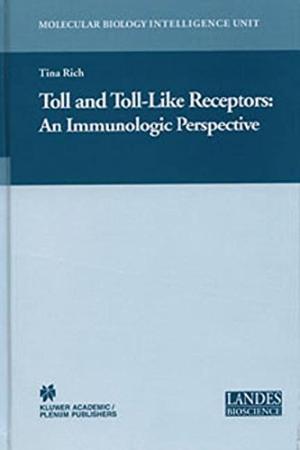 MOLECULAR BIOLOGY INTELLIGENCE UNIT
Tina Rich
Toll and Toll-Like Receptors:
An Immunologic Perspective
KLUWER ACADEMIC /
PLENUM PUBLISHERS
LANDES
BIOSCIENCE